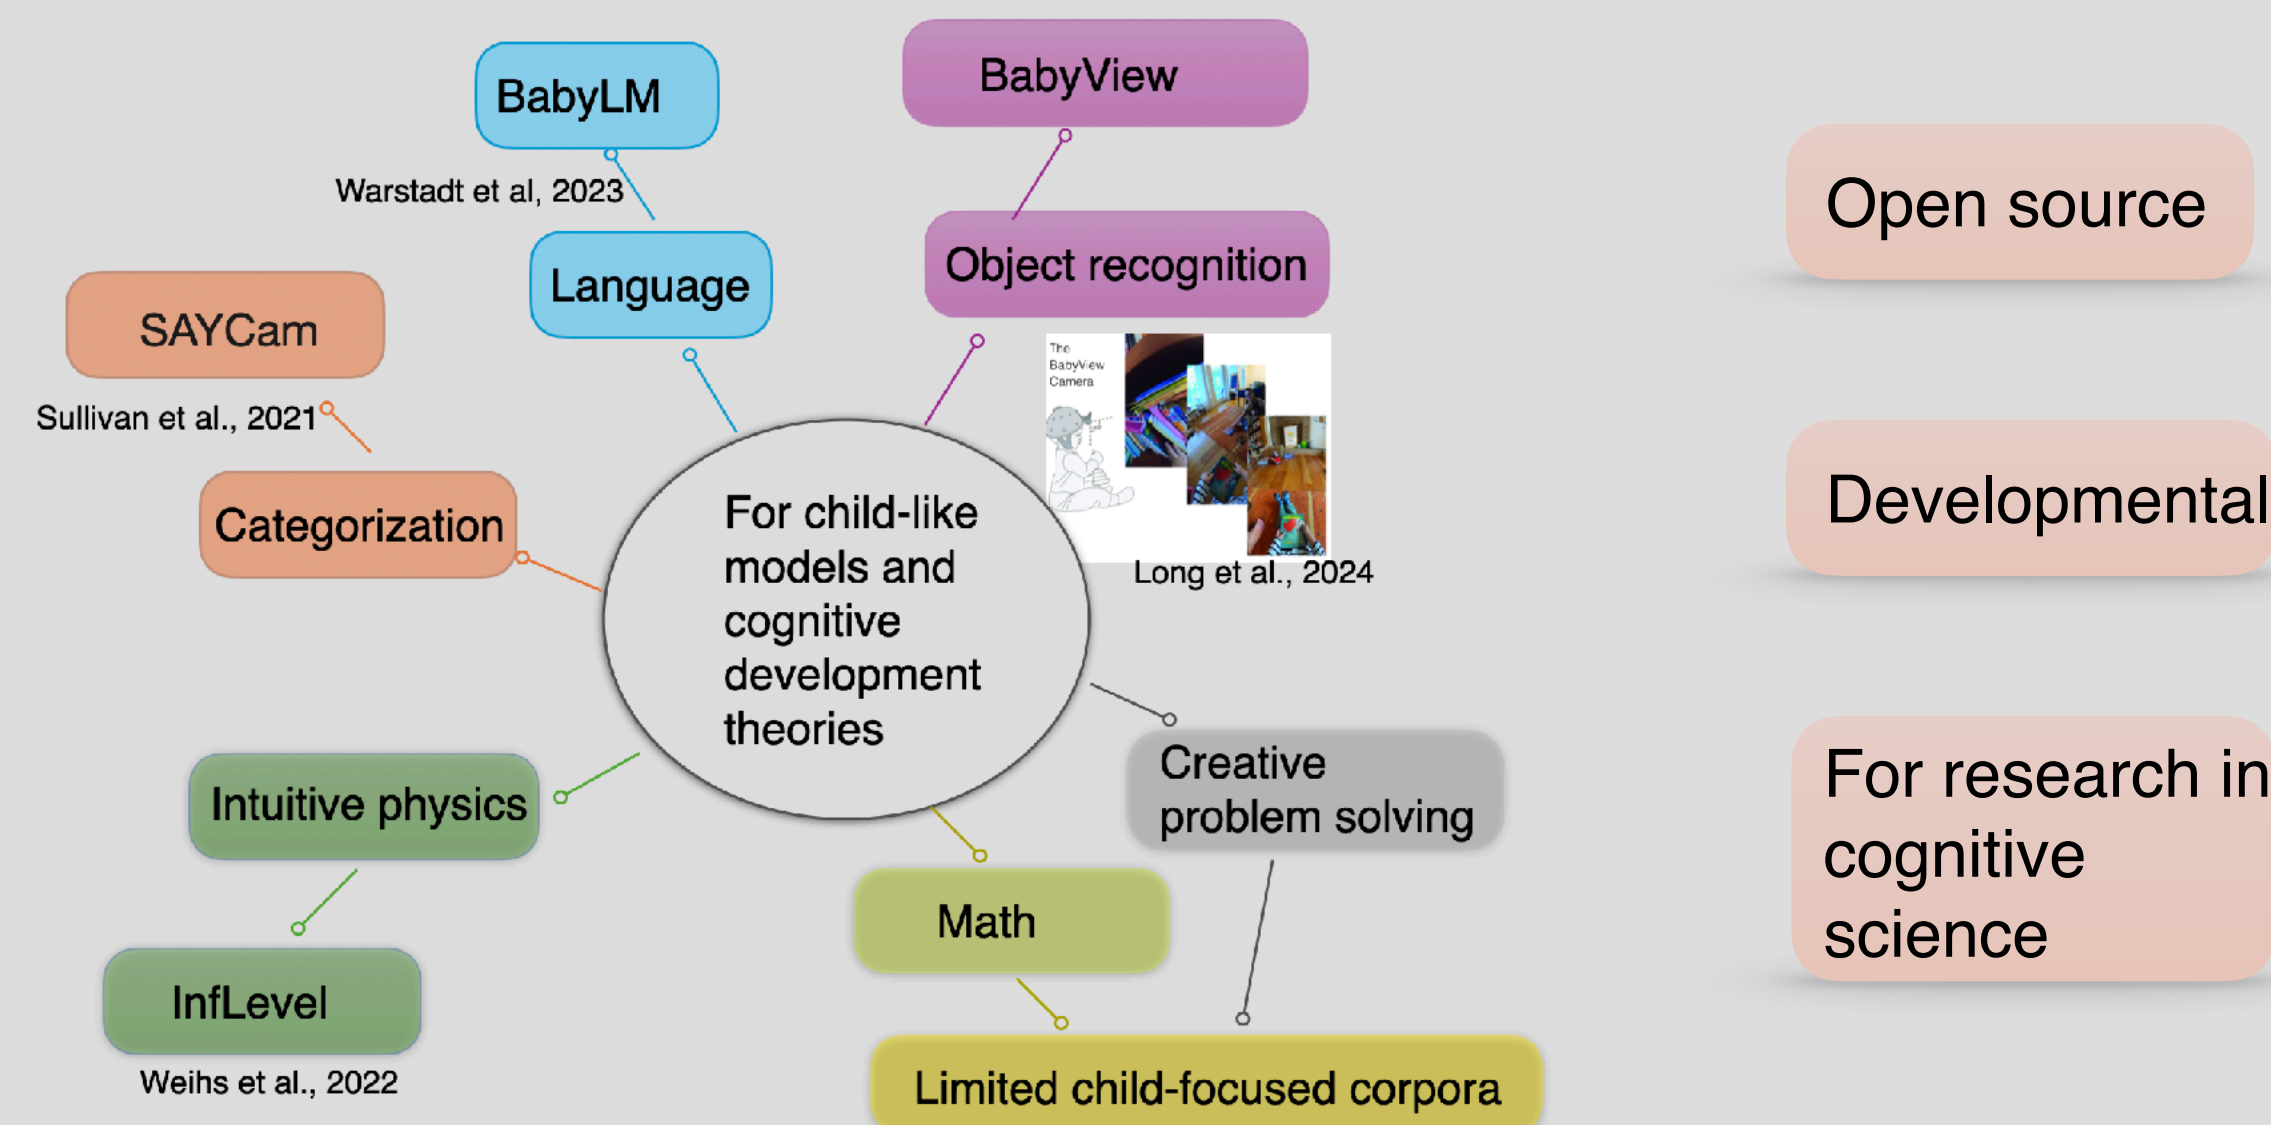 BabyLM
Warstadt et al, 2023
Language
BabyView
Object recognition
The
BabyView
Camera
Long et al., 2024
SAYCam
Sullivan et al., 2021
Categorization
For child-like
models and
cognitive
development
theories
Intuitive physics
InfLevel
Weihs et al., 2022
Creative
problem solving
Math
Limited child-focused corpora
Open source
Developmental
For research in
cognitive
science